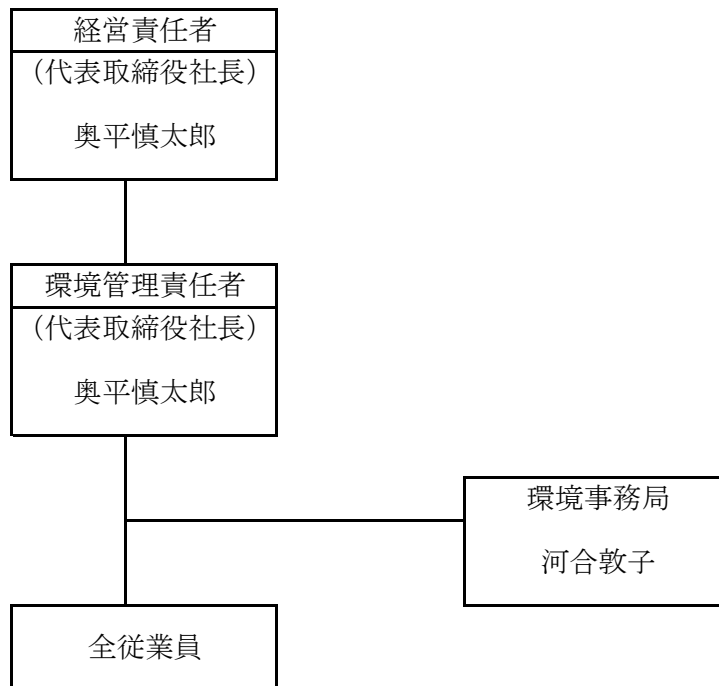 経営責任者
（代表取締役社長）
奥平慎太郎
環境管理責任者
（代表取締役社長）
奥平慎太郎
環境事務局
河合敦子
全従業員